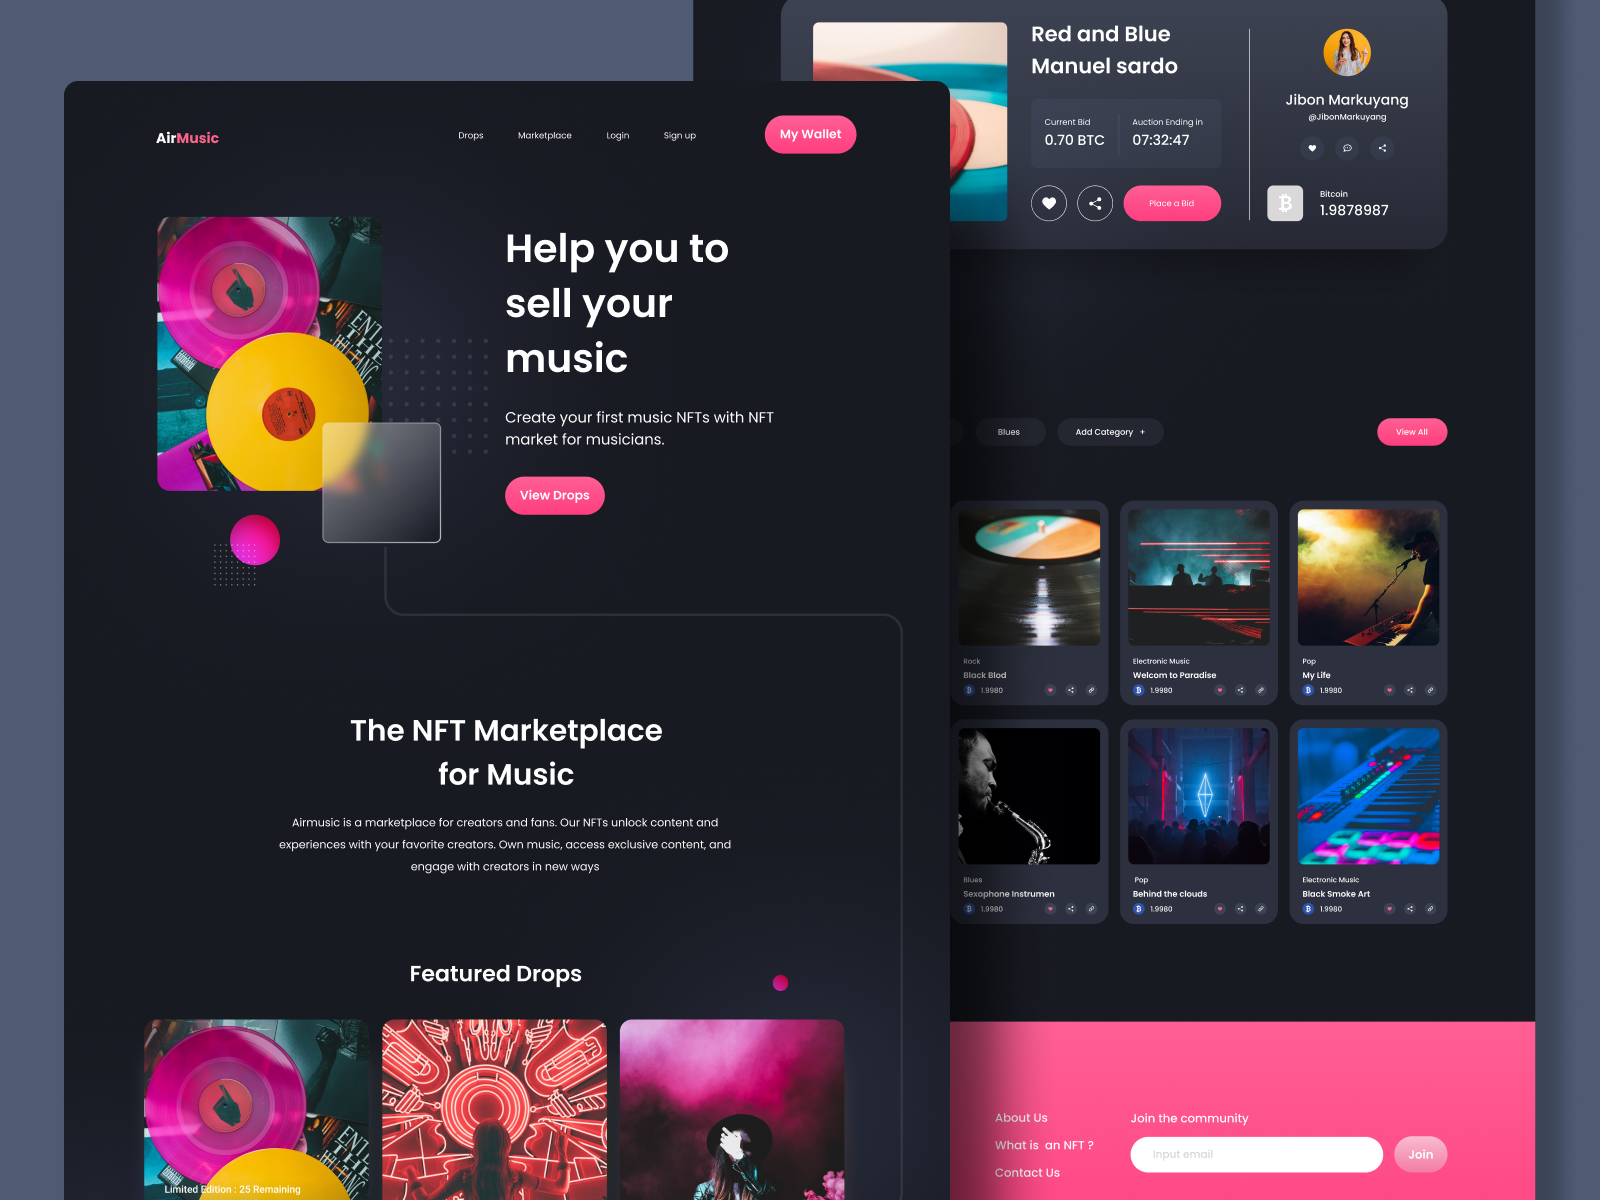 AirMusic
Drops
Marketplace
Login
Sign up
My Wallet
Help you to
sell your
music
Create your first music NFTs with NFT
market for musicians.
View Drops
The NFT Marketplace
for Music
Airmusic is a marketplace for creators and fans. Our NFTs unlock content and
experiences with your favorite creators. Own music, access exclusive content, and
engage with creators in new ways
Featured Drops
Limited Edition : 25 Remaining
Red and Blue
Manuel sardo
Current Bid
0.70 BTC
Auction Ending in
07:32:47
Place a Bid
Jibon Markuyang
@JibonMarkuyang
Bitcoin
1.9878987
Blues
Add Category +
View All
Rock
Black Blod
1.9980
Electronic Music
Welcom to Paradise
1.9980
Pop
My Life
1.9980
Blues
Sexophone Instrumen
1.9980
Pop
Behind the clouds
1.9980
Electronic Music
Black Smoke Art
1.9980
About Us
What is an NFT ?
Contact Us
Join the community
Input email
Join